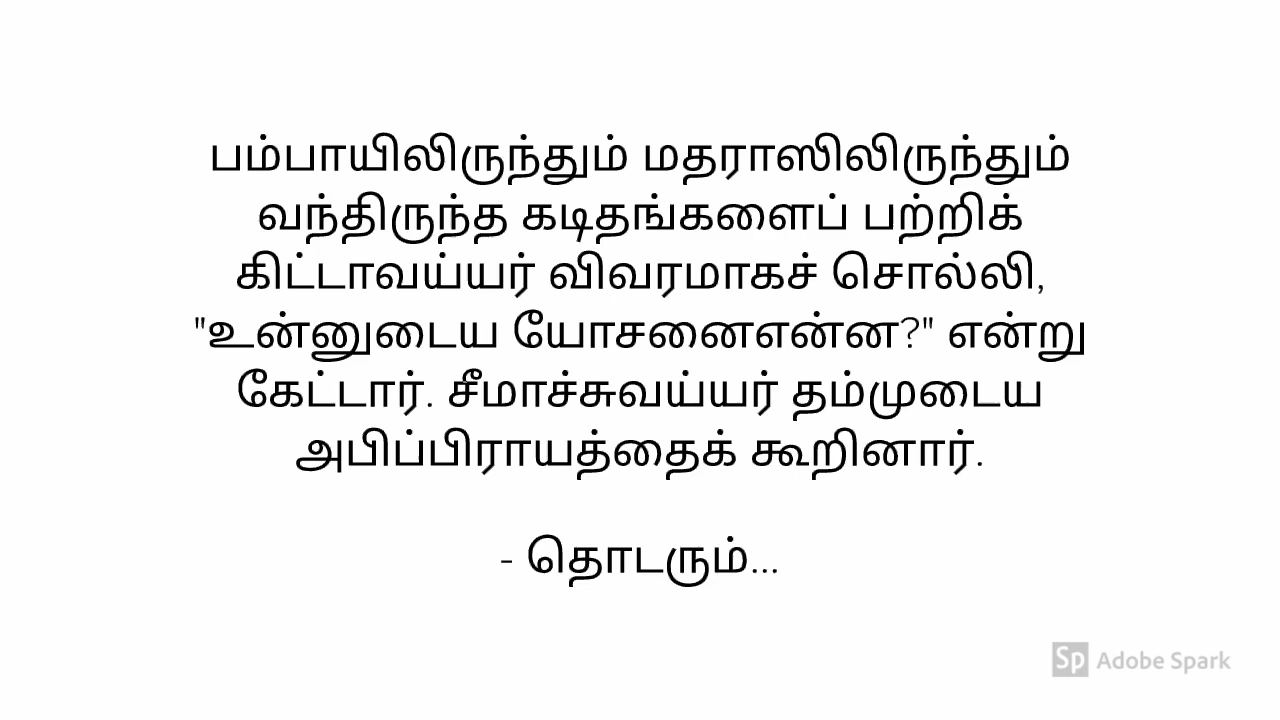 பம்பாயிலிருந்தும் மதராஸிலிருந்தும்
வந்திருந்த கடிதங்களைப் பற்றிக்
கிட்டாவய்யர் விவரமாகச் சொல்லி,
"உன்னுடைய யோசனைஎன்ன?" என்று
கேட்டார். சீமாச்சுவய்யர் தம்முடைய
அபிப்பிராயத்தைக் கூறினார்.
- தொடரும்...
Sp Adobe Spark